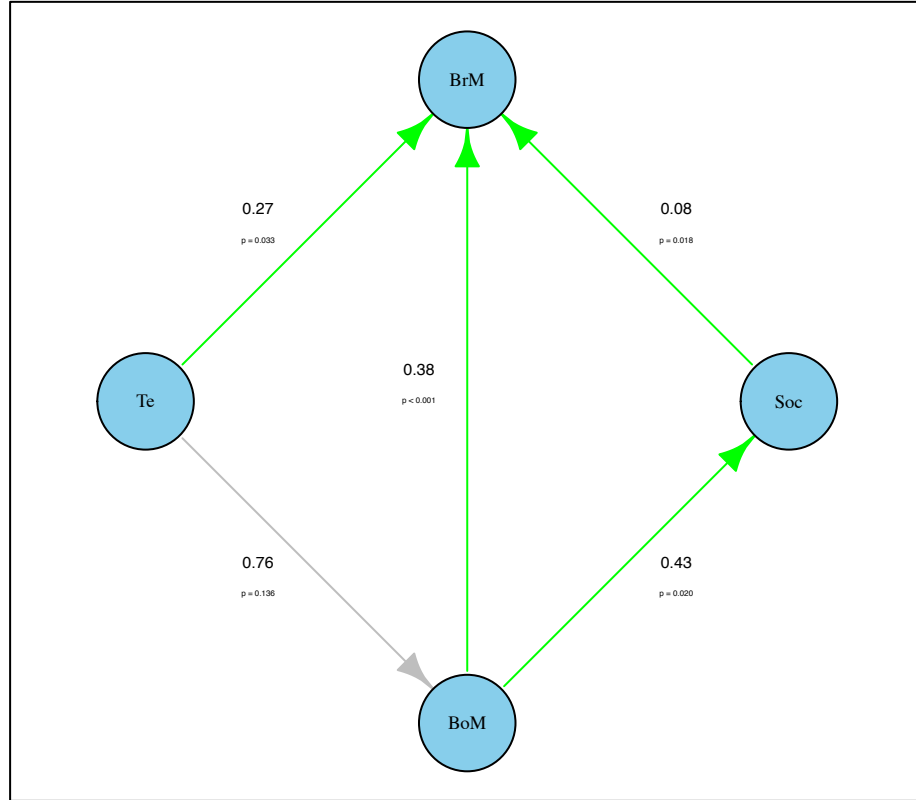 BrM
0.27
p = 0.033
0.08
p = 0.018
0.38
p < 0.001
Te
Soc
0.76
p = 0.136
0.43
p = 0.020
BoM